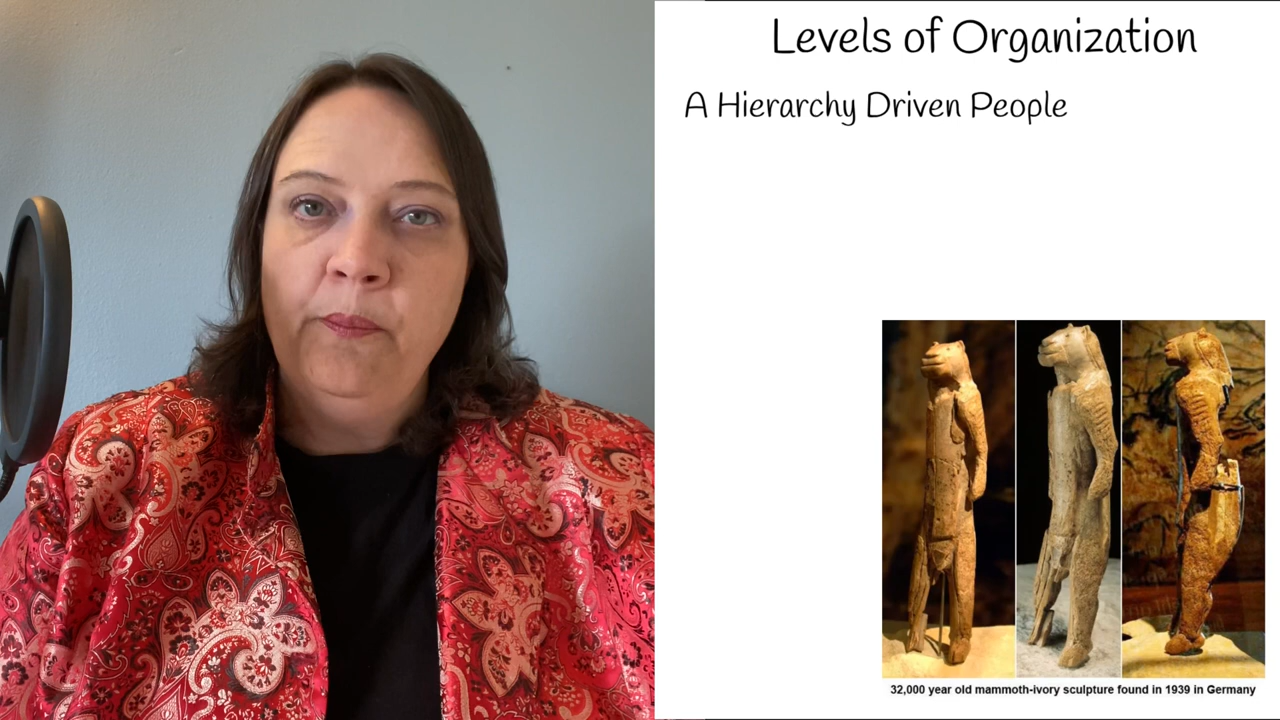 Levels of Organization
A Hierarchy Driven People
32,000 year old mammoth-ivory sculpture found in 1939 in Germany